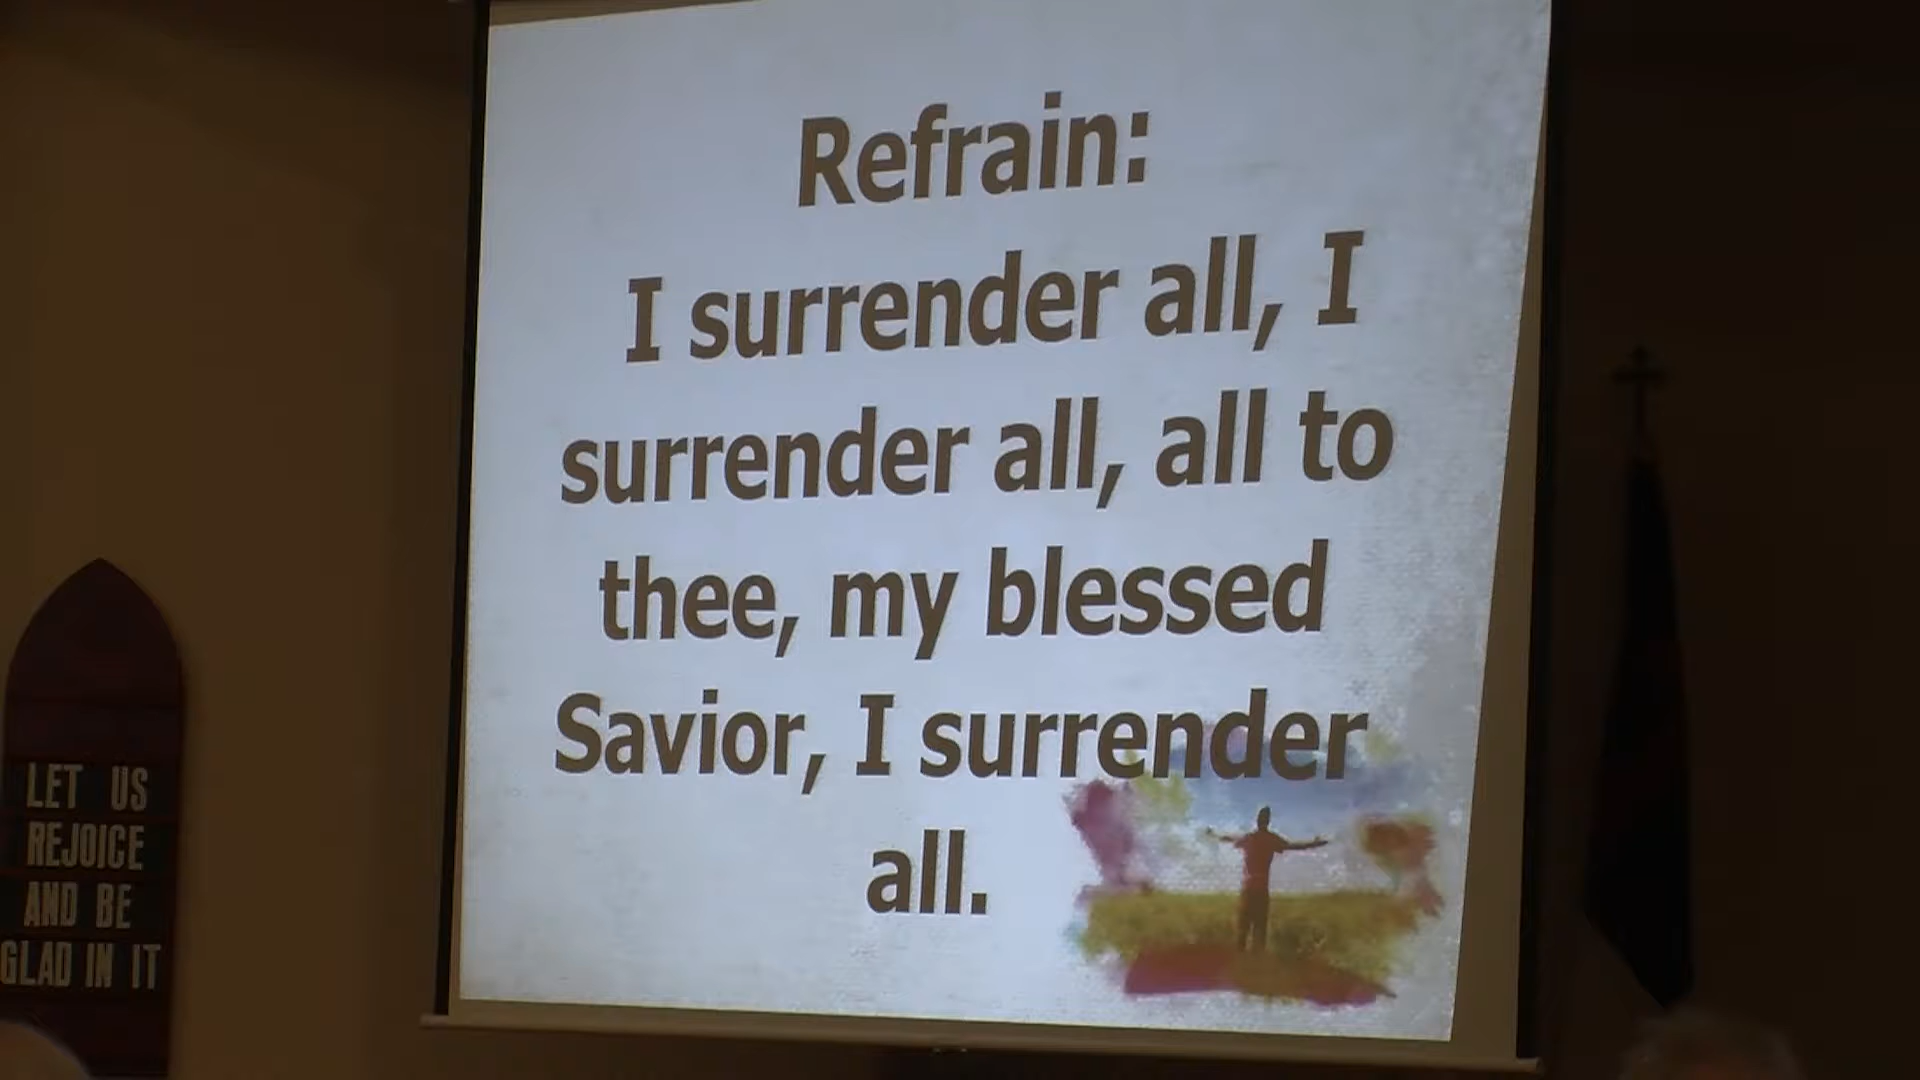 Refrain:
I surrender all, I
surrender all, all to
thee, my blessed
Savior, I surrender
all.
LET US
REJOICE
AND BE
GLAD IN IT